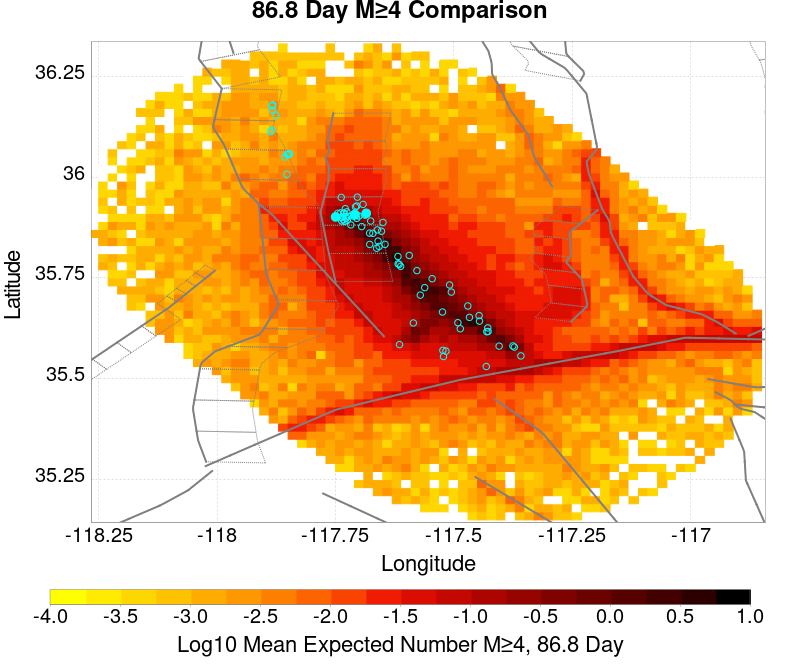 86.8 Day M≥4 Comparison
36.25
36
35.75
35.5
35.25
Latitude
-118.25 -118 -117.75 -117.5 -117.25 -117
Longitude
-4.0 -3.5 -3.0 -2.5 -2.0 -1.5 -1.0 -0.5 0.0 0.5 1.0
Log10 Mean Expected Number M≥4, 86.8 Day